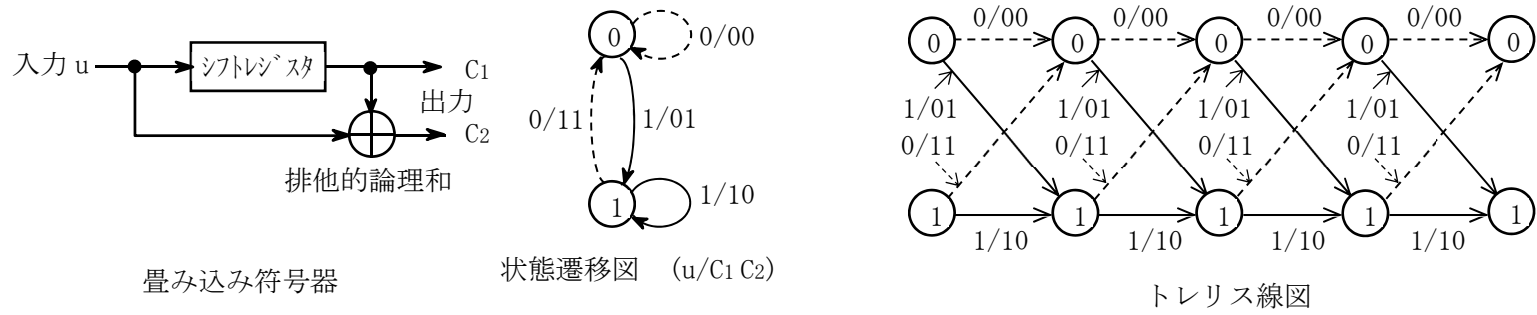 入力 u
シフトレジスタ
C1
出力
C2
排他的論理和
畳み込み符号器
0
0/00
0/11
1/01
1
1/10
状態遷移図 (u/C1 C2)
0/00 0/00 0/00 0/00
0 0 0 0 0
1/01 1/01 1/01 1/01
0/11 0/11 0/11 0/11
1 1 1 1 1
1/10 1/10 1/10 1/10
トレリス線図